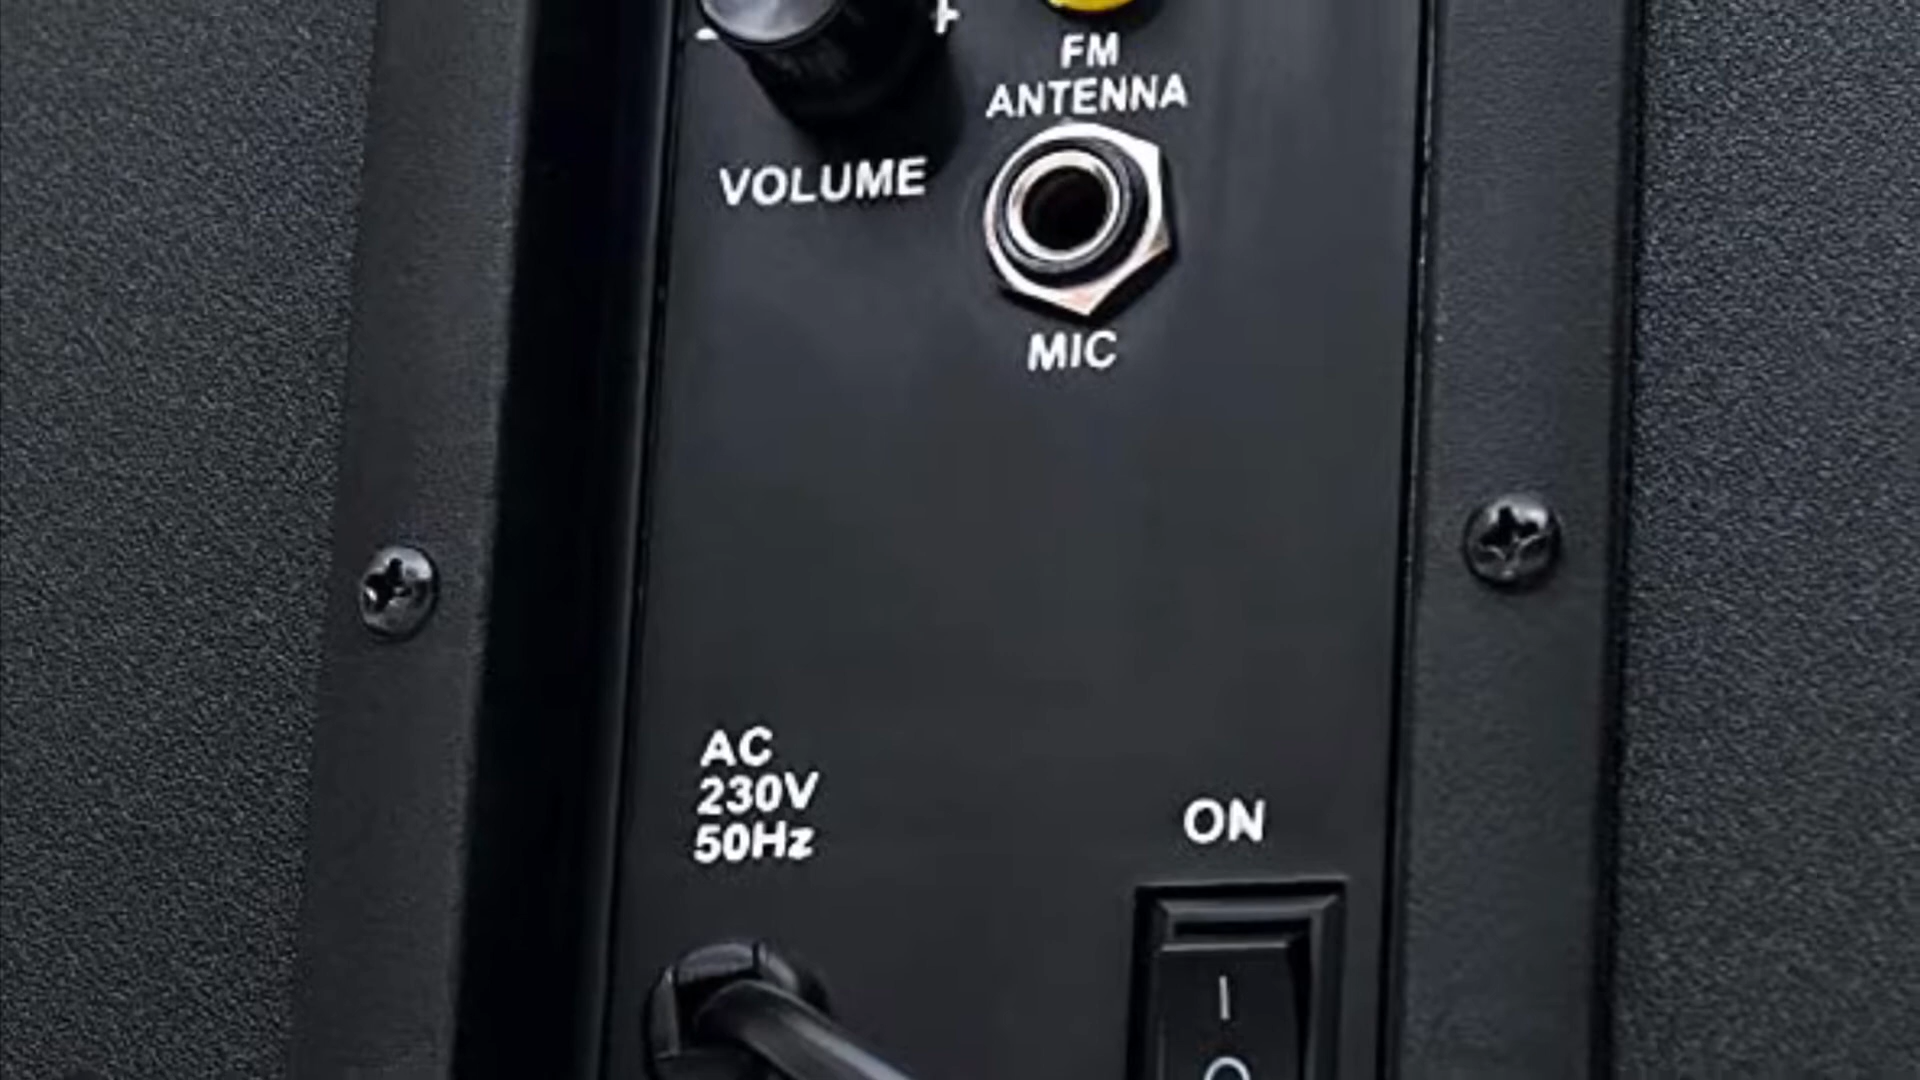 - +
FM
ANTENNA
VOLUME
MIC
AC
230V
50Hz
ON
I
O